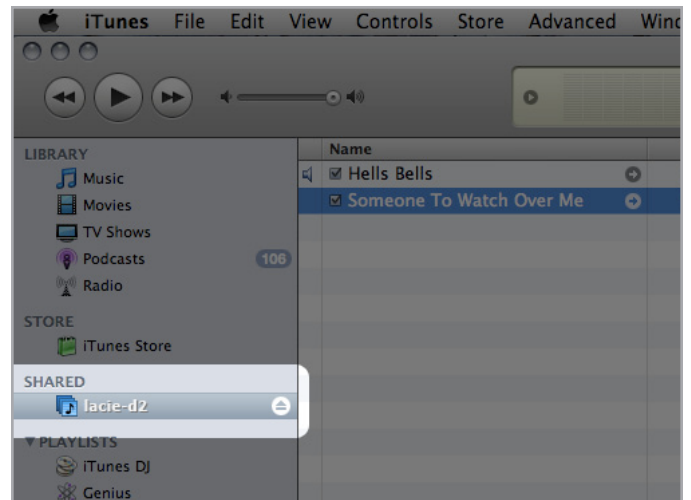 iTunes File Edit View Controls Store Advanced
Name
LIBRARY
Hells Bells
Music
Someone To Watch Over Me
Movies
TV Shows
Podcasts 106
Radio
STORE
iTunes Store
SHARED
lacie-d2
PLAYLISTS
iTunes DJ
Genius